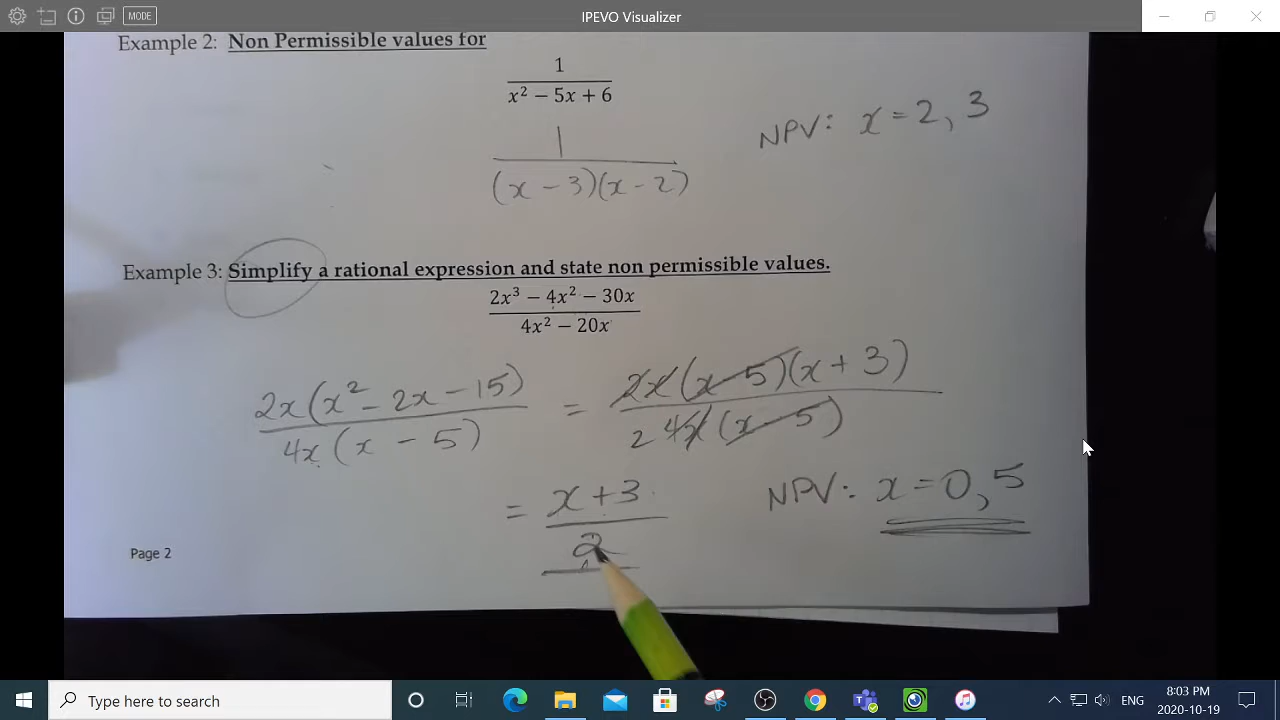 MODE
IPEVO Visualizer
Example 2: Non Permissible values for
1
x² − 5x + 6
1
(x − 3)(x − 2)
NPV: x = 2, 3
Example 3: Simplify a rational expression and state non permissible values.
2x³ − 4x² − 30x
4x² − 20x
2x(x² − 2x − 15) = 2x(x − 5)(x + 3)
4x(x − 5) 2 4x(x − 5)
= x + 3
2
NPV: x = 0, 5
Page 2
Type here to search
ENG
8:03 PM
2020-10-19